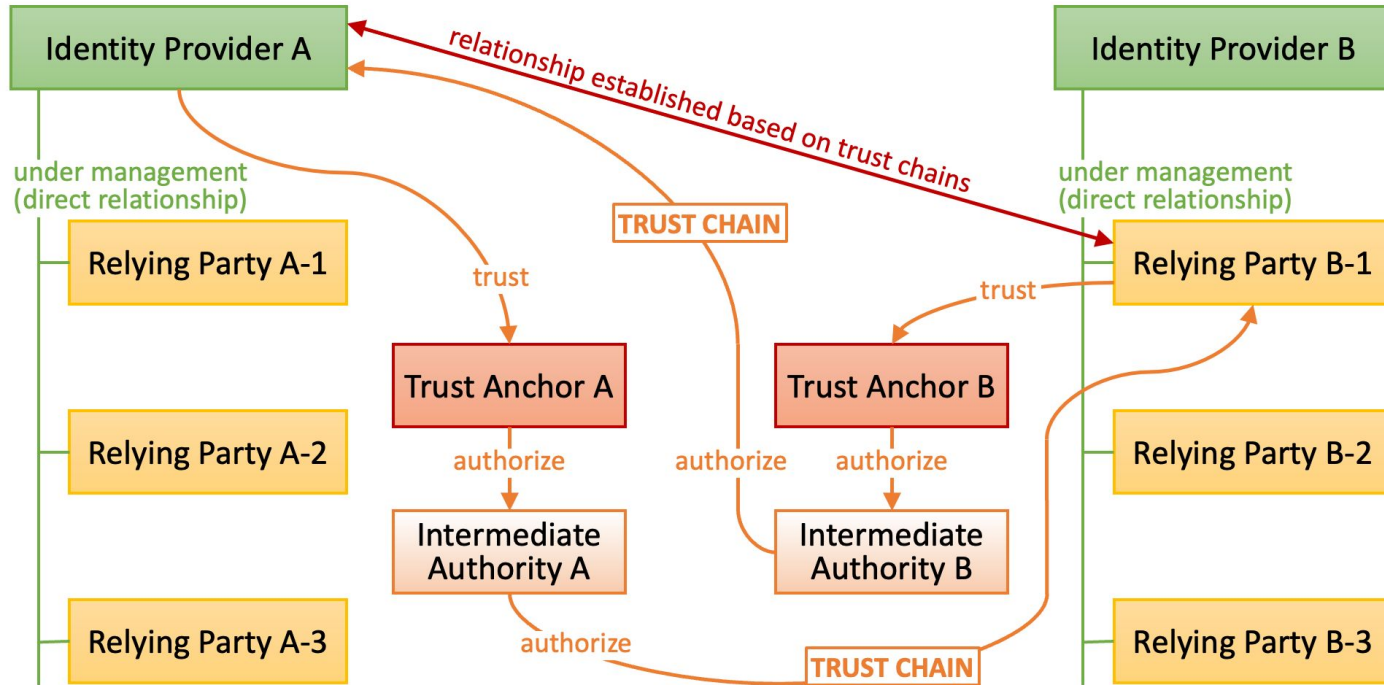 Identity Provider A
Identity Provider B
relationship established based on trust chains
under management
(direct relationship)
under management
(direct relationship)
TRUST CHAIN
Relying Party A-1
Relying Party B-1
trust
trust
Trust Anchor A
Trust Anchor B
Relying Party A-2
Relying Party B-2
authorize
authorize
authorize
Intermediate
Authority A
Intermediate
Authority B
Relying Party A-3
Relying Party B-3
authorize
TRUST CHAIN